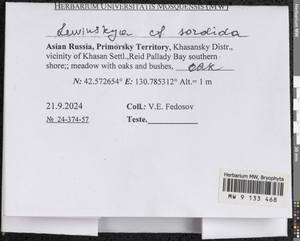 HERBARIUM UNIVERSITATIS MOSQUENSIS (MW)
Lewinskya cf sordida
Asian Russia, Primorsky Territory, Khasansky Distr.,
vicinity of Khasan Settl.,Reid Pallady Bay southern
shore;; meadow with oaks and bushes, oak
N: 42.572654° E: 130.785312° Alt.= 1 m
21.9.2024 Coll.: V.E. Fedosov
№ 24-374-57 Teste.
Herbarium MW, Bryophyta
MW 9 133 468